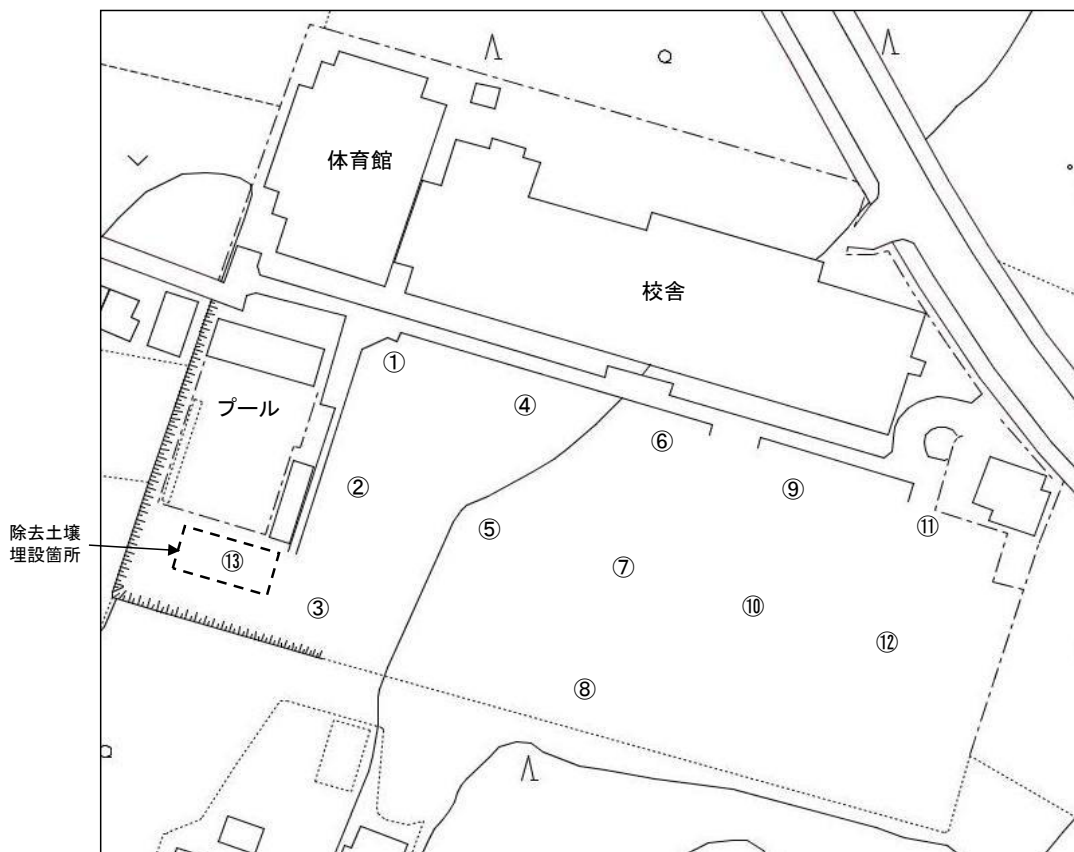 体育館
校舎
①
④
プール
⑥
②
⑨
⑤
⑪
除去土壌
埋設箇所
⑬
⑦
③
⑩
⑫
⑧